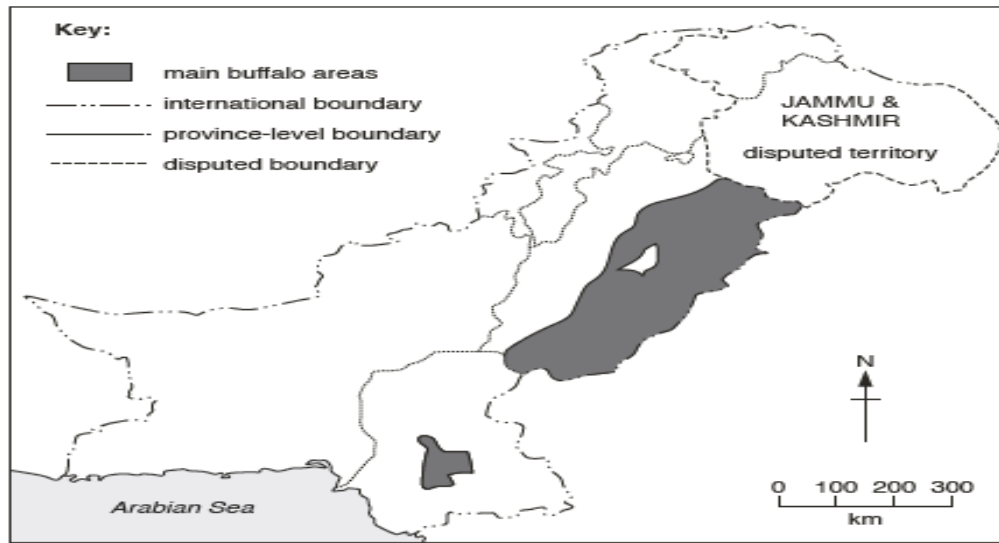 Key:
main buffalo areas
international boundary
province-level boundary
disputed boundary
JAMMU &
KASHMIR
disputed territory
N
Arabian Sea
0 100 200 300
km